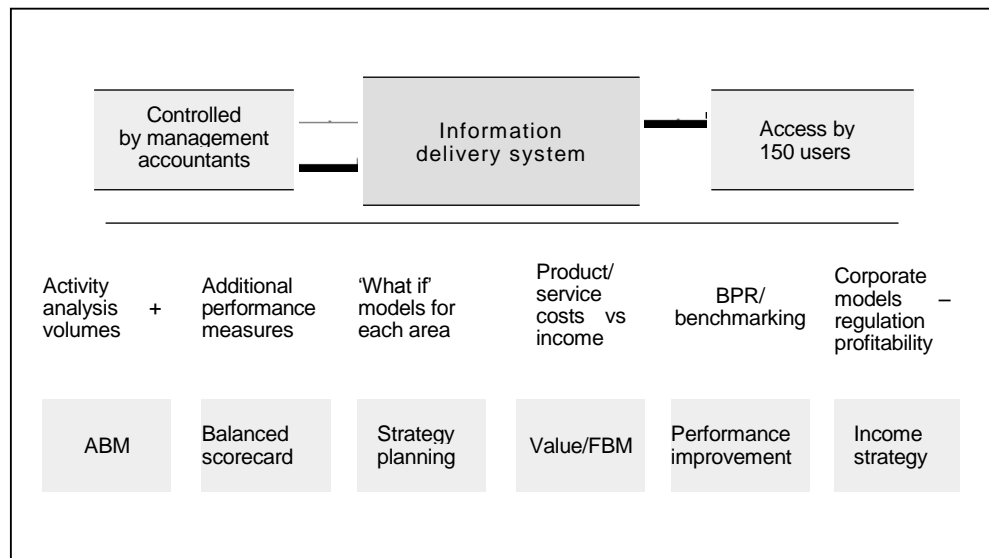 Controlled
by management
accountants
Information
delivery system
Access by
150 users
Activity
analysis +
volumes
Additional
performance
measures
‘What if’
models for
each area
Product/
service
costs vs
income
BPR/
benchmarking
Corporate
models –
regulation
profitability
ABM
Balanced
scorecard
Strategy
planning
Value/FBM
Performance
improvement
Income
strategy